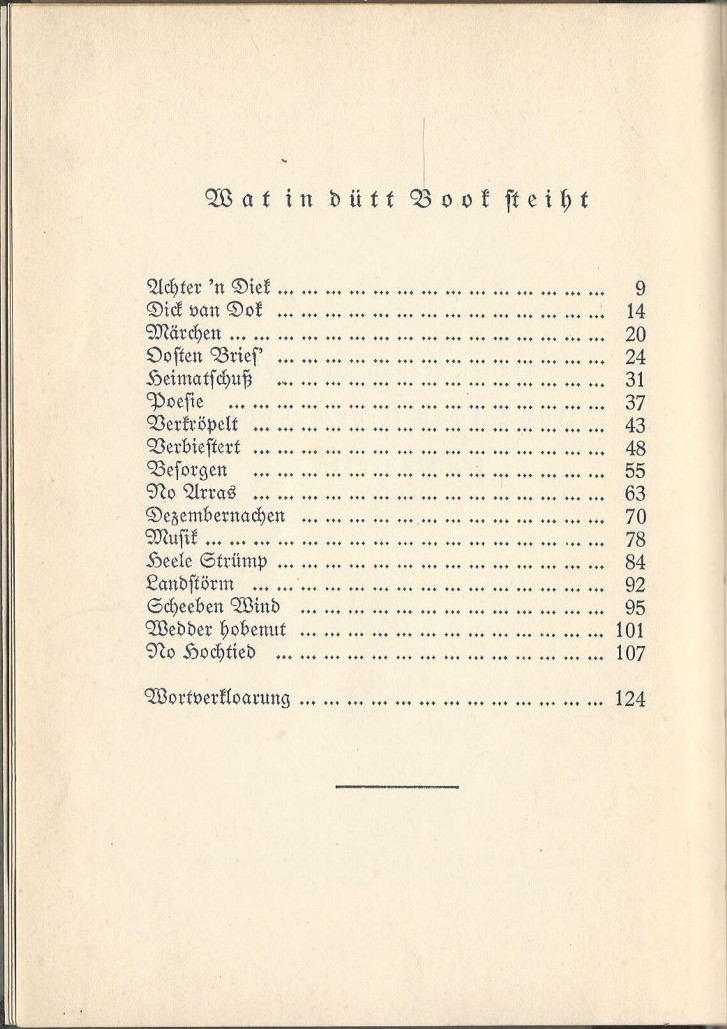 Wat in dütt Book steiht
Achter 'n Diek ... ... ... ... ... ... ... ... ... ... ... ... ... ... 9
Dick van Dok ... ... ... ... ... ... ... ... ... ... ... ... ... ... 14
Märchen ... ... ... ... ... ... ... ... ... ... ... ... ... ... ... ... 20
Oosten Bries' ... ... ... ... ... ... ... ... ... ... ... ... ... ... 24
Heimatschuß ... ... ... ... ... ... ... ... ... ... ... ... ... ... 31
Poesie ... ... ... ... ... ... ... ... ... ... ... ... ... ... ... ... 37
Verkröpelt ... ... ... ... ... ... ... ... ... ... ... ... ... ... ... 43
Verbiestert ... ... ... ... ... ... ... ... ... ... ... ... ... ... ... 48
Besorgen ... ... ... ... ... ... ... ... ... ... ... ... ... ... ... 55
No Arras ... ... ... ... ... ... ... ... ... ... ... ... ... ... ... 63
Dezembernachen ... ... ... ... ... ... ... ... ... ... ... ... ... 70
Musik ... ... ... ... ... ... ... ... ... ... ... ... ... ... ... ... ... 78
Heele Strümp ... ... ... ... ... ... ... ... ... ... ... ... ... ... 84
Landstörm ... ... ... ... ... ... ... ... ... ... ... ... ... ... ... 92
Scheeben Wind ... ... ... ... ... ... ... ... ... ... ... ... ... 95
Wedder hobenut ... ... ... ... ... ... ... ... ... ... ... ... ... 101
No Hochtied ... ... ... ... ... ... ... ... ... ... ... ... ... ... 107
Wortverkloarung ... ... ... ... ... ... ... ... ... ... ... ... ... 124